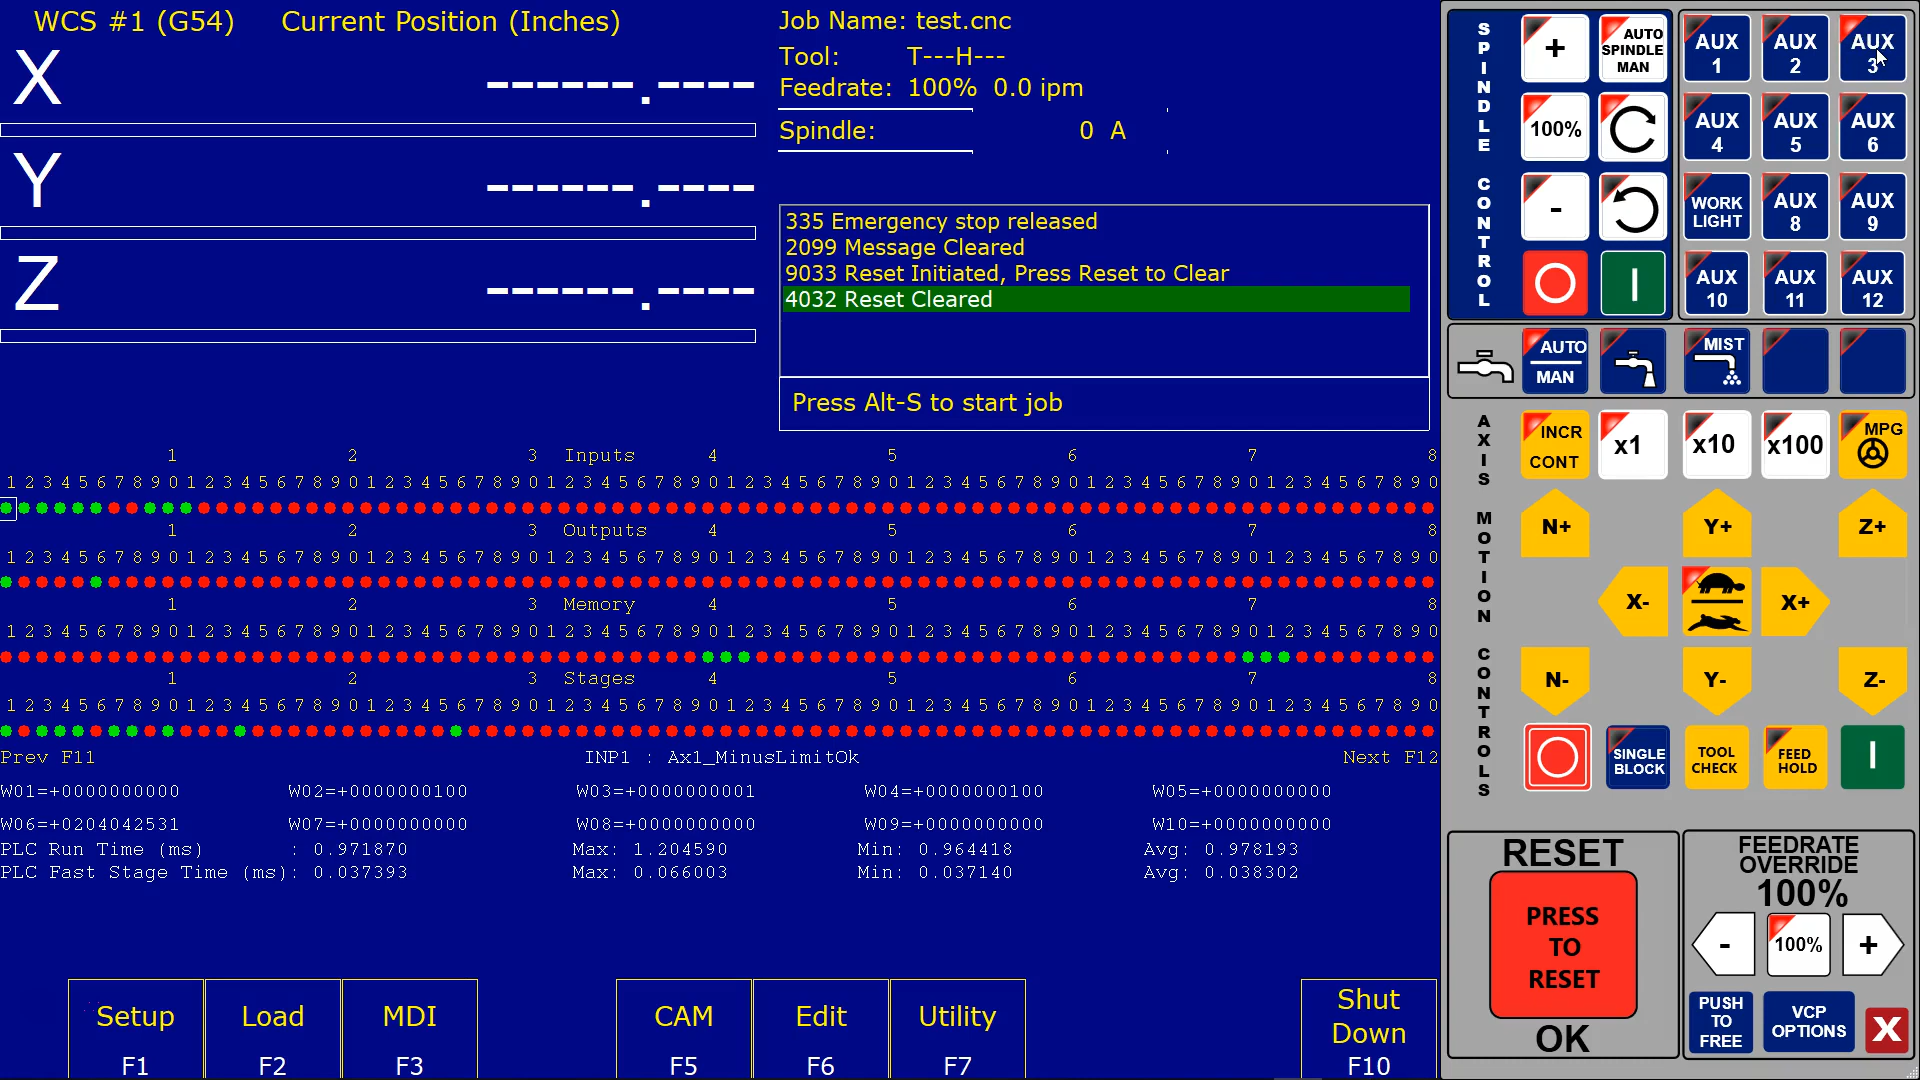 WCS #1 (G54) Current Position (Inches)
X ------.----
Y ------.----
Z ------.----
Job Name: test.cnc
Tool: T---H---
Feedrate: 100% 0.0 ipm
Spindle: 0 A
335 Emergency stop released
2099 Message Cleared
9033 Reset Initiated, Press Reset to Clear
4032 Reset Cleared
Press Alt-S to start job
1 2 3 Inputs 4 5 6 7 8
1 2 3 4 5 6 7 8 9 0 1 2 3 4 5 6 7 8 9 0 1 2 3 4 5 6 7 8 9 0 1 2 3 4 5 6 7 8 9 0 1 2 3 4 5 6 7 8 9 0 1 2 3 4 5 6 7 8 9 0 1 2 3 4 5 6 7 8 9 0 1 2 3 4 5 6 7 8 9 0
1 2 3 Outputs 4 5 6 7 8
1 2 3 4 5 6 7 8 9 0 1 2 3 4 5 6 7 8 9 0 1 2 3 4 5 6 7 8 9 0 1 2 3 4 5 6 7 8 9 0 1 2 3 4 5 6 7 8 9 0 1 2 3 4 5 6 7 8 9 0 1 2 3 4 5 6 7 8 9 0 1 2 3 4 5 6 7 8 9 0
1 2 3 Memory 4 5 6 7 8
1 2 3 4 5 6 7 8 9 0 1 2 3 4 5 6 7 8 9 0 1 2 3 4 5 6 7 8 9 0 1 2 3 4 5 6 7 8 9 0 1 2 3 4 5 6 7 8 9 0 1 2 3 4 5 6 7 8 9 0 1 2 3 4 5 6 7 8 9 0 1 2 3 4 5 6 7 8 9 0
1 2 3 Stages 4 5 6 7 8
1 2 3 4 5 6 7 8 9 0 1 2 3 4 5 6 7 8 9 0 1 2 3 4 5 6 7 8 9 0 1 2 3 4 5 6 7 8 9 0 1 2 3 4 5 6 7 8 9 0 1 2 3 4 5 6 7 8 9 0 1 2 3 4 5 6 7 8 9 0 1 2 3 4 5 6 7 8 9 0
Prev F11 INP1 : Ax1_MinusLimitOk Next F12
W01=+0000000000 W02=+0000000100 W03=+0000000001 W04=+0000000100 W05=+0000000000
W06=+0204042531 W07=+0000000000 W08=+0000000000 W09=+0000000000 W10=+0000000000
PLC Run Time (ms) : 0.971870 Max: 1.204590 Min: 0.964418 Avg: 0.978193
PLC Fast Stage Time (ms): 0.037393 Max: 0.066003 Min: 0.037140 Avg: 0.038302
Setup
F1
Load
F2
MDI
F3
CAM
F5
Edit
F6
Utility
F7
Shut
Down
F10
SPINDLE CONTROL
+
AUTO
SPINDLE
MAN
100%
-
AUX
1
AUX
2
AUX
3
AUX
4
AUX
5
AUX
6
WORK
LIGHT
AUX
8
AUX
9
AUX
10
AUX
11
AUX
12
AUTO
MAN
MIST
AXIS MOTION CONTROLS
INCR
CONT
x1
x10
x100
MPG
N+
Y+
Z+
X-
X+
N-
Y-
Z-
SINGLE
BLOCK
TOOL
CHECK
FEED
HOLD
RESET
PRESS
TO
RESET
OK
FEEDRATE
OVERRIDE
100%
-
100%
+
PUSH
TO
FREE
VCP
OPTIONS
X